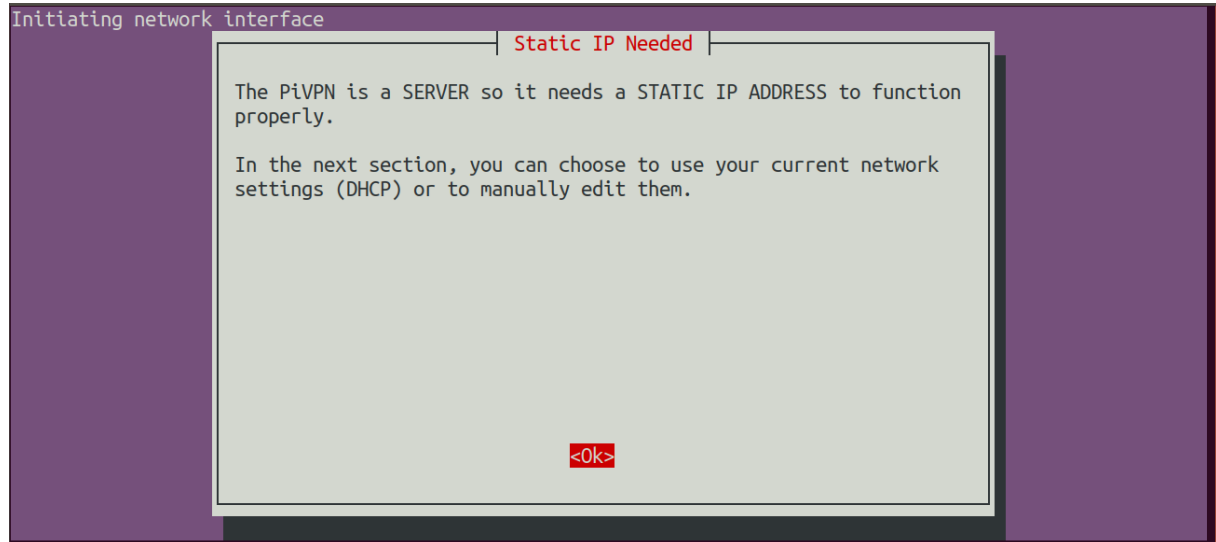 Initiating network interface
Static IP Needed
The PiVPN is a SERVER so it needs a STATIC IP ADDRESS to function
properly.
In the next section, you can choose to use your current network
settings (DHCP) or to manually edit them.
<Ok>